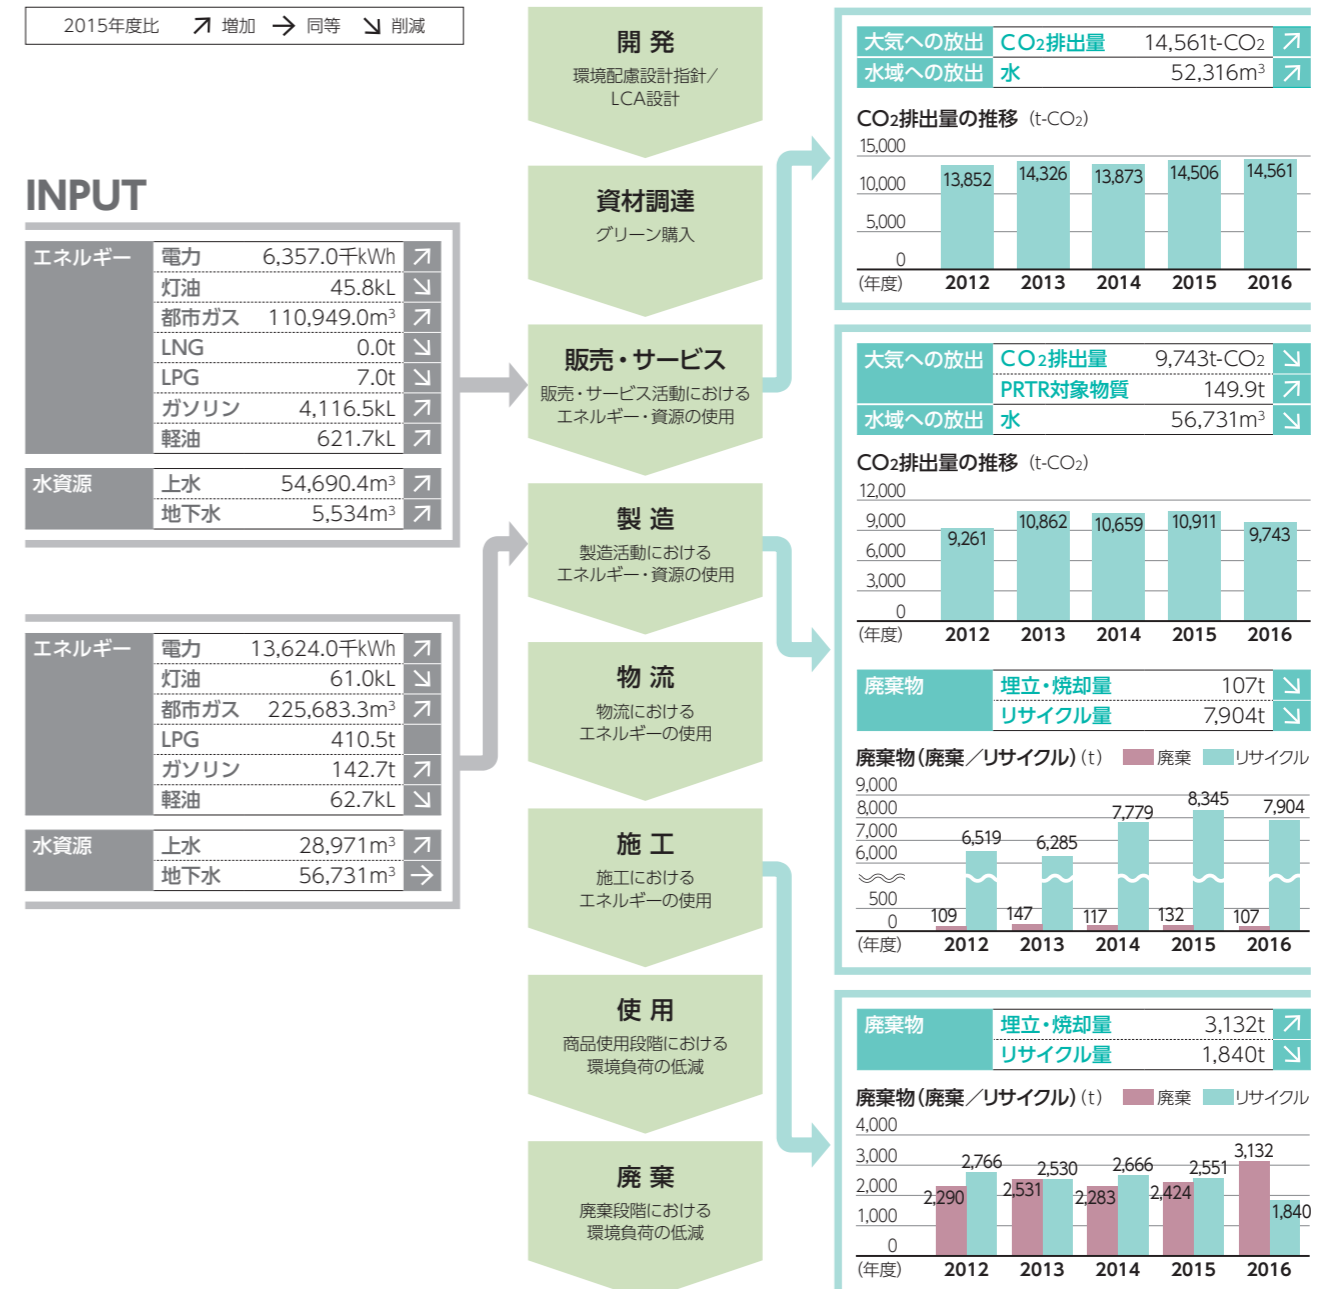 2015年度比 ↗ 増加 → 同等 ↘ 削減
INPUT
エネルギー 電力 6,357.0千kWh ↗
灯油 45.8kL ↘
都市ガス 110,949.0m³ ↗
LNG 0.0t ↘
LPG 7.0t ↘
ガソリン 4,116.5kL ↗
軽油 621.7kL ↗
水資源 上水 54,690.4m³ ↗
地下水 5,534m³ ↗
エネルギー 電力 13,624.0千kWh ↗
灯油 61.0kL ↘
都市ガス 225,683.3m³ ↗
LPG 410.5t
ガソリン 142.7t ↗
軽油 62.7kL ↘
水資源 上水 28,971m³ ↗
地下水 56,731m³ →
開 発
環境配慮設計指針/
LCA設計
資材調達
グリーン購入
販売・サービス
販売・サービス活動における
エネルギー・資源の使用
製 造
製造活動における
エネルギー・資源の使用
物 流
物流における
エネルギーの使用
施 工
施工における
エネルギーの使用
使 用
商品使用段階における
環境負荷の低減
廃 棄
廃棄段階における
環境負荷の低減
大気への放出 CO₂排出量 14,561t-CO₂ ↗
水域への放出 水 52,316m³ ↗
CO₂排出量の推移 (t-CO₂)
15,000
10,000
5,000
0
13,852 14,326 13,873 14,506 14,561
(年度) 2012 2013 2014 2015 2016
大気への放出 CO₂排出量 9,743t-CO₂ ↘
PRTR対象物質 149.9t ↗
水域への放出 水 56,731m³ ↘
CO₂排出量の推移 (t-CO₂)
12,000
9,000
6,000
3,000
0
9,261 10,862 10,659 10,911 9,743
(年度) 2012 2013 2014 2015 2016
廃棄物 埋立・焼却量 107t ↘
リサイクル量 7,904t ↘
廃棄物(廃棄/リサイクル)(t) 廃棄 リサイクル
9,000
8,000
7,000
6,000
500
0
6,519 6,285 7,779 8,345 7,904
109 147 117 132 107
(年度) 2012 2013 2014 2015 2016
廃棄物 埋立・焼却量 3,132t ↗
リサイクル量 1,840t ↘
廃棄物(廃棄/リサイクル)(t) 廃棄 リサイクル
4,000
3,000
2,000
1,000
0
2,290 2,766 2,531 2,530 2,283 2,666 2,424 2,551 3,132 1,840
(年度) 2012 2013 2014 2015 2016